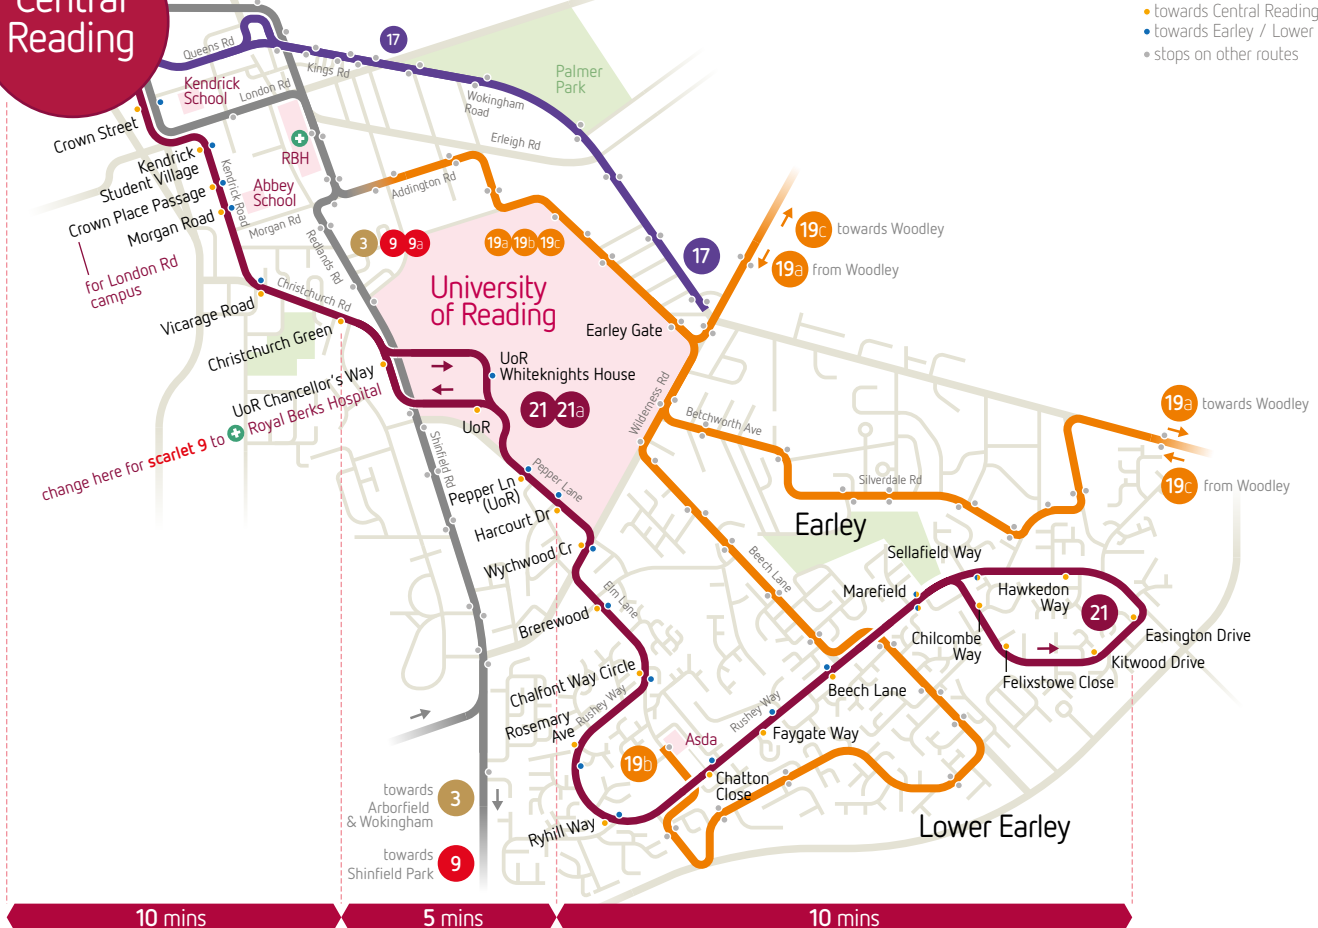 Central
Reading
towards Central Reading
towards Earley / Lower
stops on other routes
17
Queens Rd
Kings Rd
Palmer
Park
Kendrick
School
London Rd
Wokingham
Road
Crown Street
Erleigh Rd
RBH
Kendrick
Student Village
Kendrick Road
Abbey
School
Addington Rd
Crown Place Passage
Morgan Road
Morgan Rd
Redlands Rd
for London Rd
campus
3
9
9a
19a
19b
19c
17
19c
towards Woodley
19a
from Woodley
University
of Reading
Christchurch Rd
Vicarage Road
Earley Gate
Christchurch Green
UoR
Whiteknights House
UoR Chancellor's Way
change here for scarlet 9 to Royal Berks Hospital
21
21a
UoR
Wilderness Rd
Betchworth Ave
19a
towards Woodley
19c
from Woodley
Shinfield Rd
Pepper Lane
Pepper Ln
(UoR)
Silverdale Rd
Harcourt Dr
Earley
Wychwood Cr
Sellafield Way
Beech Lane
Elm Lane
Marefield
Hawkedon
Way
21
Brerewood
Chilcombe
Way
Easington Drive
Kitwood Drive
Felixstowe Close
Chalfont Way Circle
Rushey Way
Beech Lane
Rosemary
Ave
Rushey Way
Faygate Way
Asda
19b
Chatton
Close
towards
Arborfield
& Wokingham
3
Ryhill Way
Lower Earley
towards
Shinfield Park
9
10 mins
5 mins
10 mins